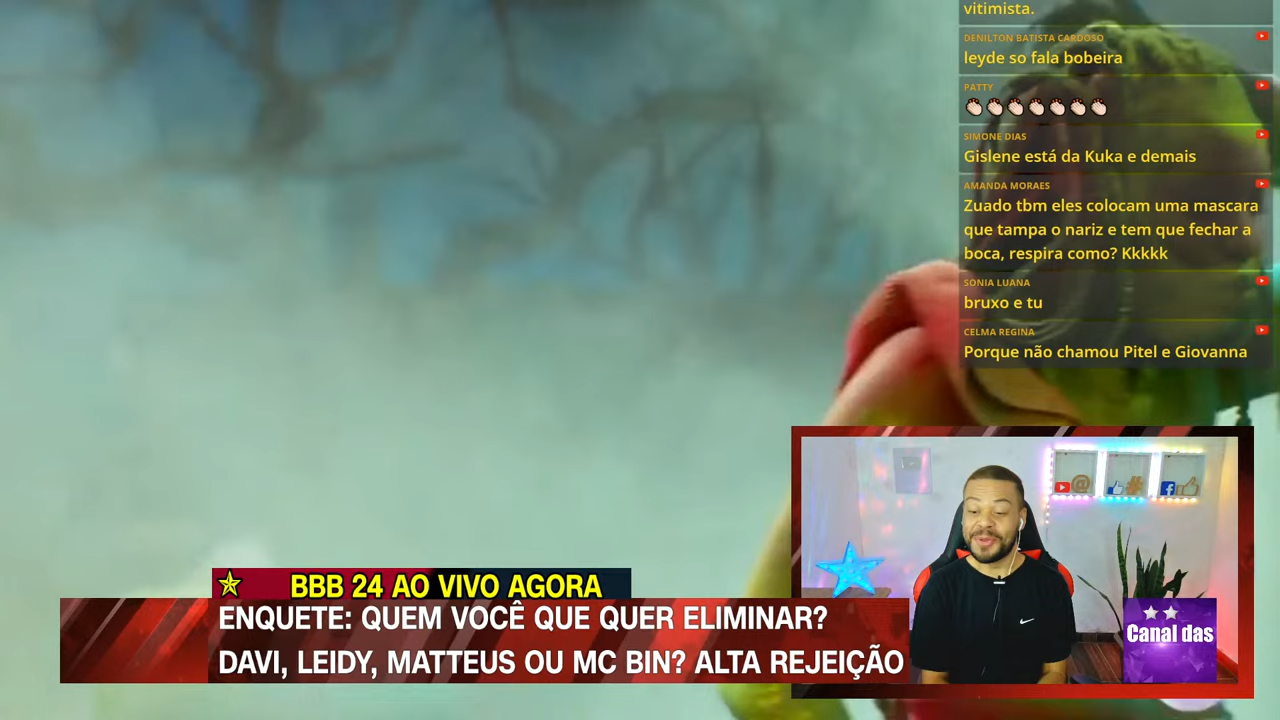 vitimista.
DENILTON BATISTA CARDOSO
leyde so fala bobeira
PATTY
SIMONE DIAS
Gislene está da Kuka e demais
AMANDA MORAES
Zuado tbm eles colocam uma mascara
que tampa o nariz e tem que fechar a
boca, respira como? Kkkkk
SONIA LUANA
bruxo e tu
CELMA REGINA
Porque não chamou Pitel e Giovanna
BBB 24 AO VIVO AGORA
ENQUETE: QUEM VOCÊ QUE QUER ELIMINAR?
DAVI, LEIDY, MATTEUS OU MC BIN? ALTA REJEIÇÃO
Canal das